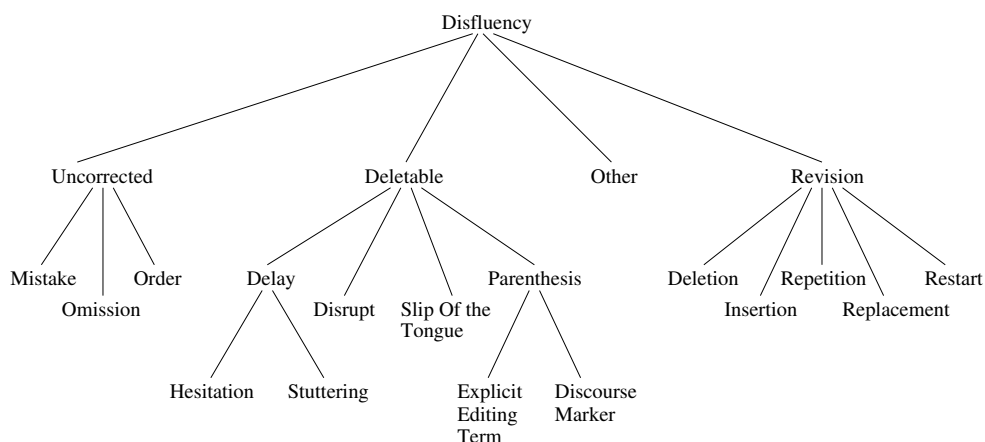 Disfluency
Uncorrected
Deletable
Other
Revision
Mistake
Order
Omission
Delay
Disrupt
Slip Of the
Tongue
Parenthesis
Deletion
Repetition
Restart
Insertion
Replacement
Hesitation
Stuttering
Explicit
Editing
Term
Discourse
Marker